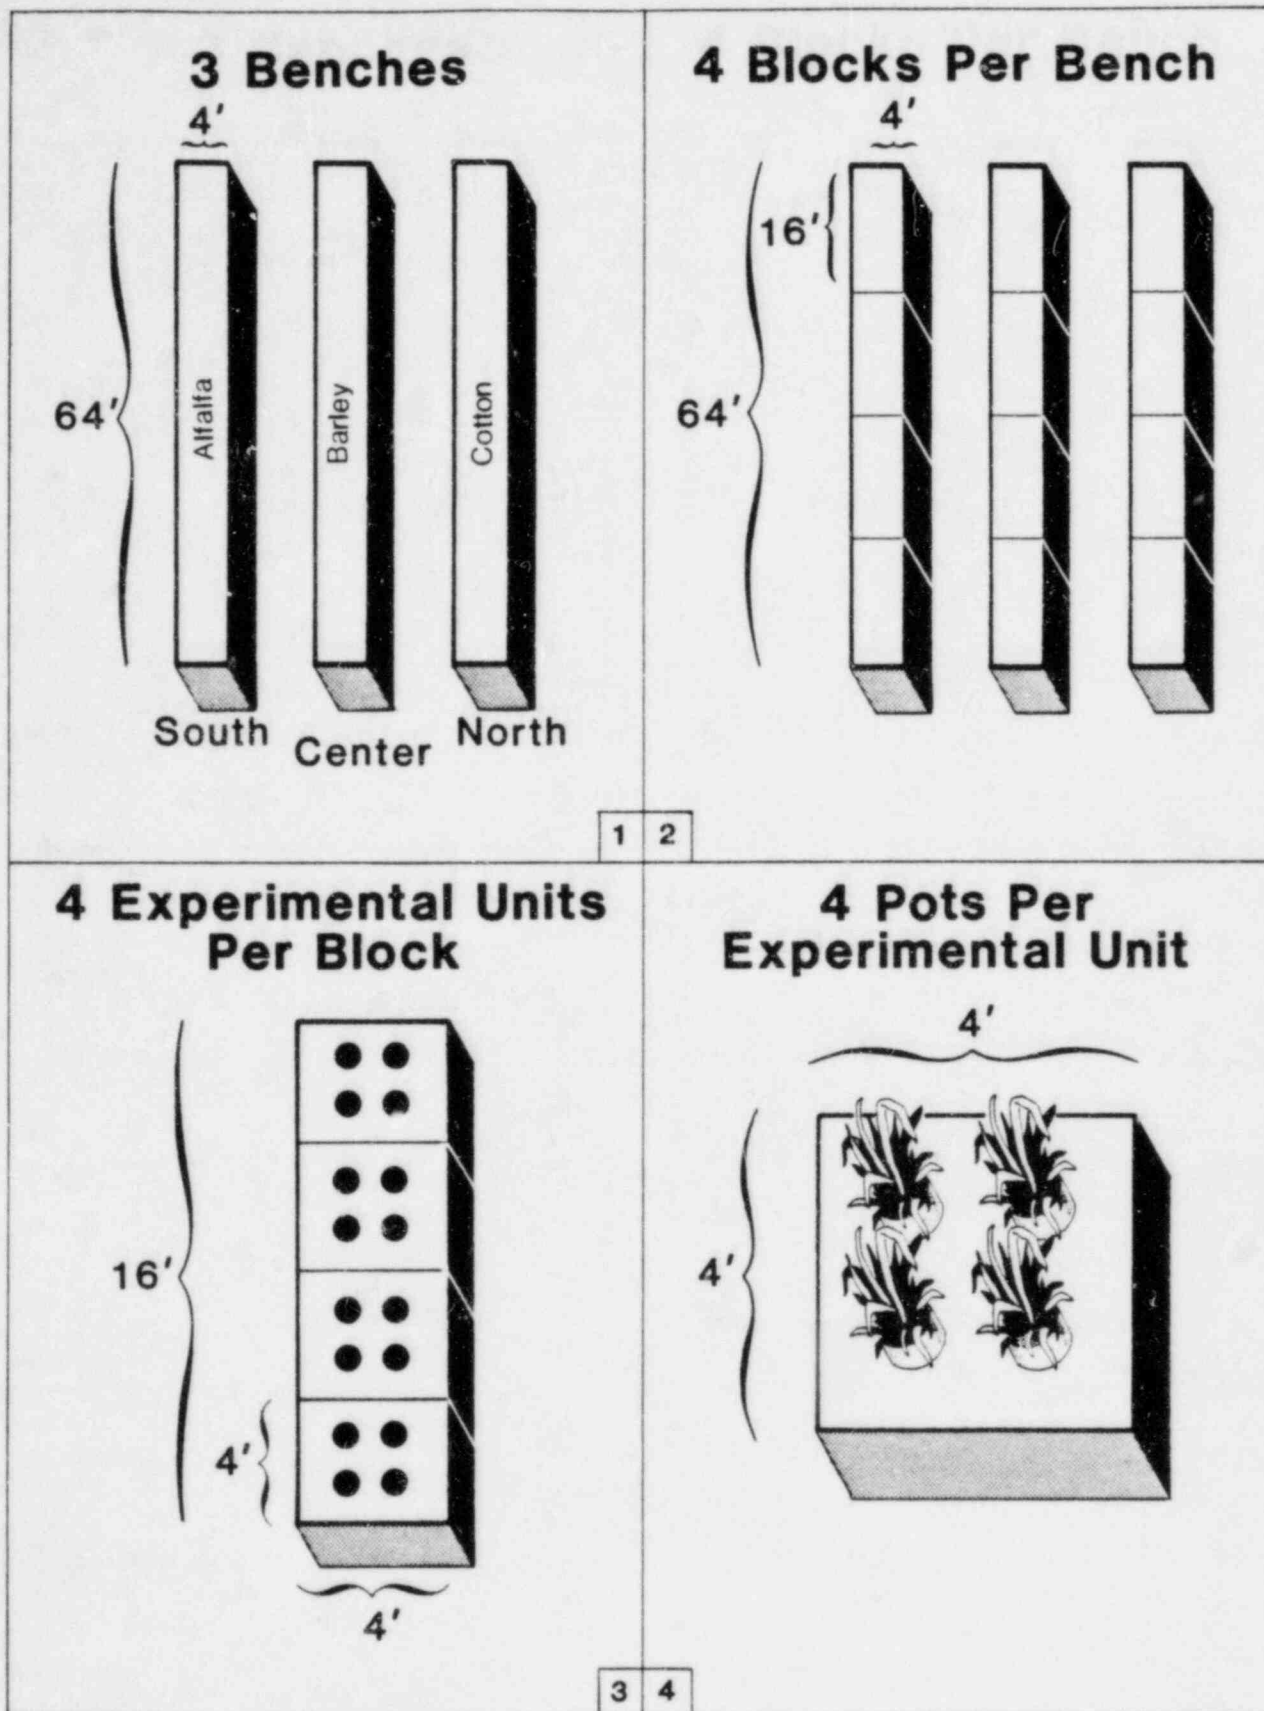 3 Benches
4'
64'
Alfalfa
Barley
Cotton
South
Center
North
1
4 Blocks Per Bench
4'
16'
64'
2
4 Experimental Units
Per Block
16'
4'
4'
3
4 Pots Per
Experimental Unit
4'
4'
4